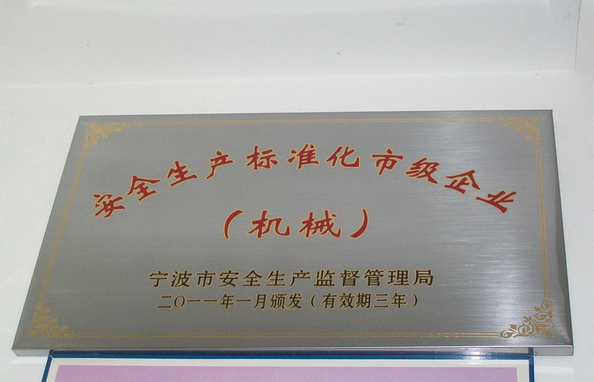 安全生产标准化市级企业
（机械）
宁波市安全生产监督管理局
二〇一一年一月颁发（有效期三年）